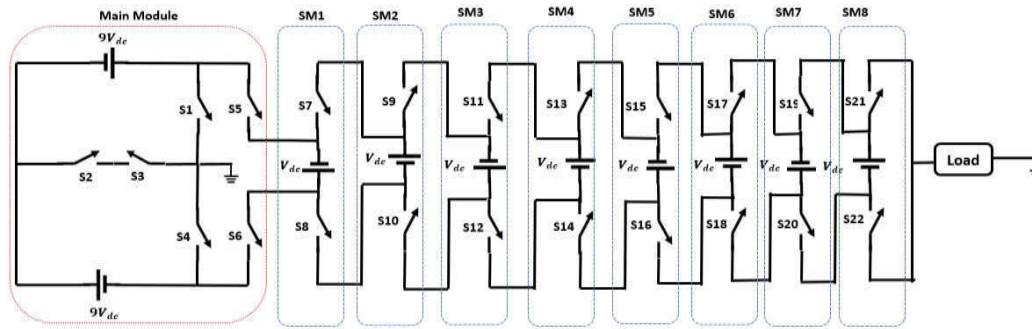 Main Module
SM1
SM2
SM3
SM4
SM5
SM6
SM7
SM8
9V_dc
S1
S5
S7
S9
S11
S13
S15
S17
S19
S21
S2
S3
V_dc
V_dc
V_dc
V_dc
V_dc
V_dc
V_dc
V_dc
Load
S4
S6
S8
S10
S12
S14
S16
S18
S20
S22
9V_dc